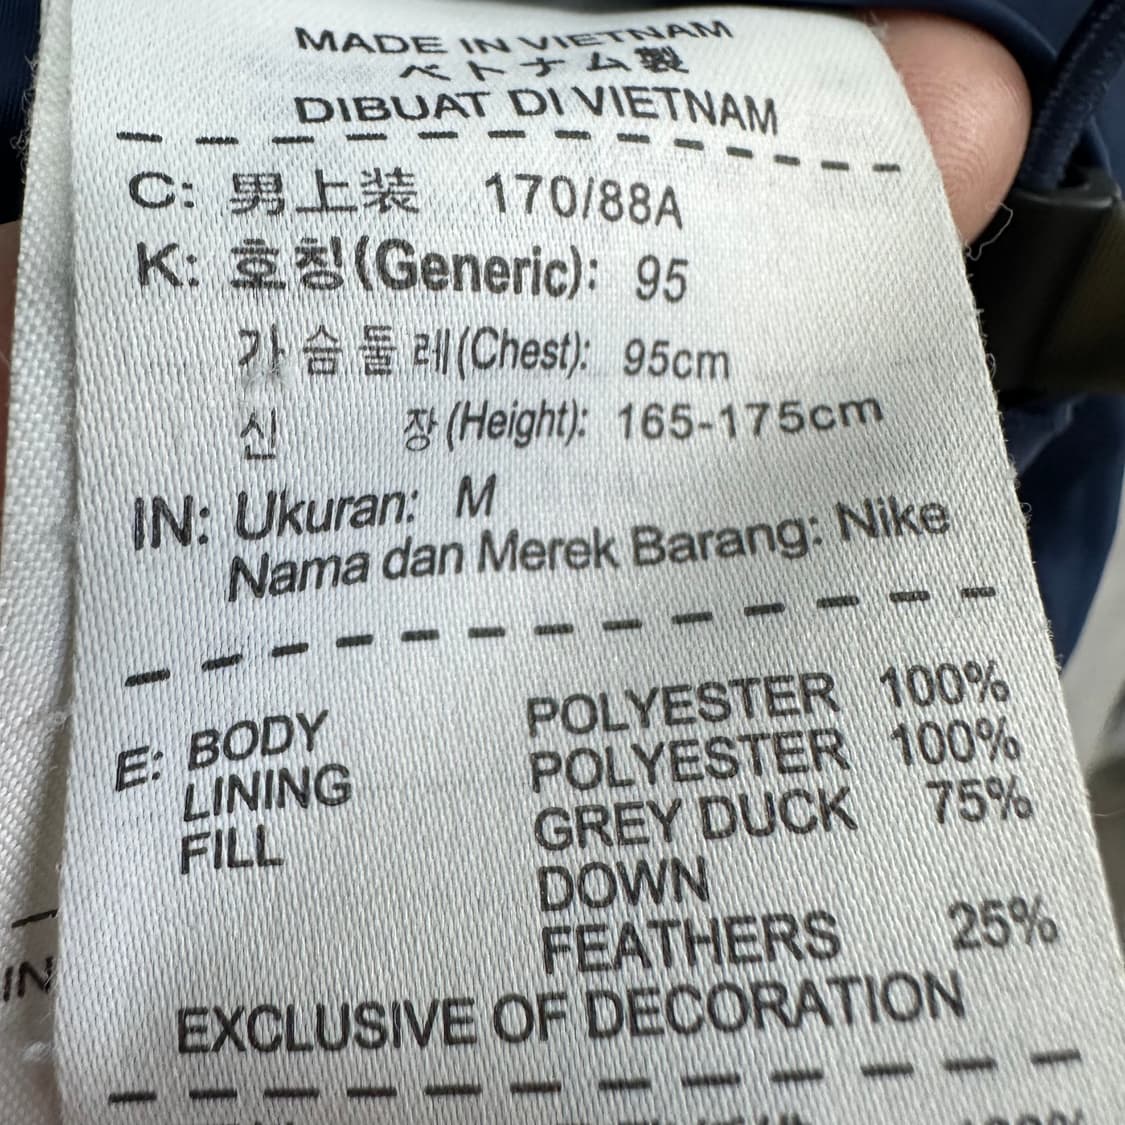 MADE IN VIETNAM
ベトナム製
DIBUAT DI VIETNAM
C: 男上装 170/88A
K: 호칭(Generic): 95
가슴둘레(Chest): 95cm
신 장(Height): 165-175cm
IN: Ukuran: M
Nama dan Merek Barang: Nike
E: BODY POLYESTER 100%
LINING POLYESTER 100%
FILL GREY DUCK 75%
DOWN
FEATHERS 25%
EXCLUSIVE OF DECORATION
IN